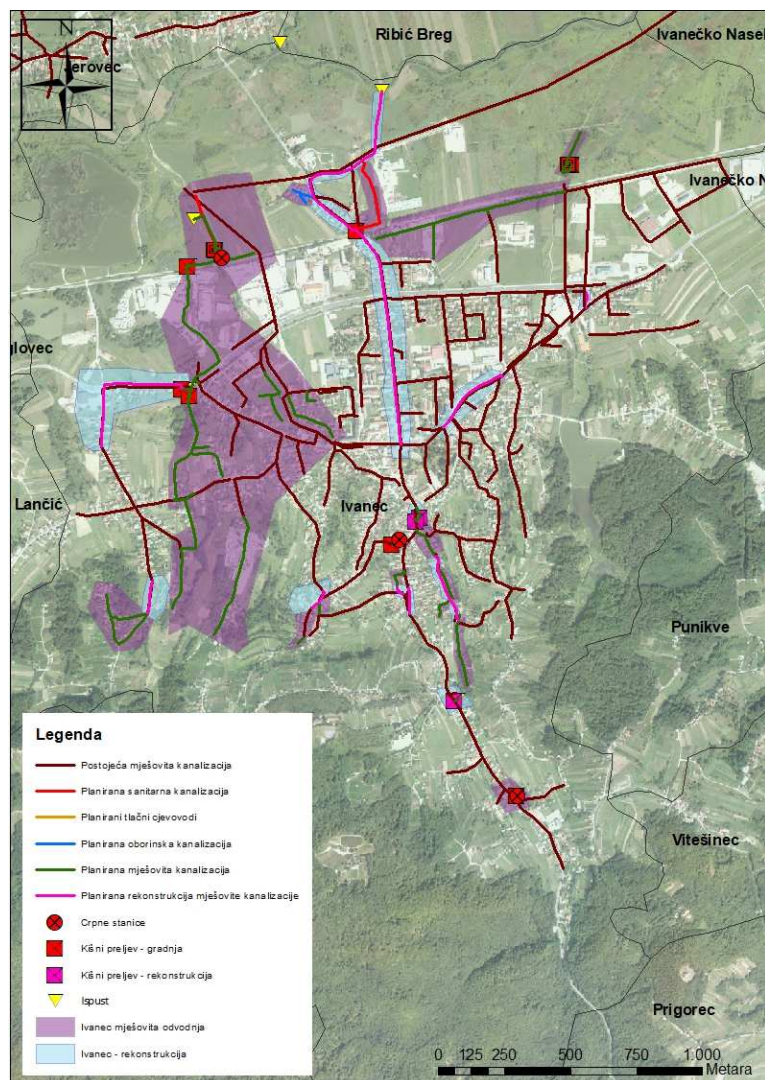 Ribić Breg
Ivanečko Nasel
Jerovec
N
Ivanečko N
glovec
Lančić
Ivanec
Punikve
Vitešinec
Prigorec
Legenda
Postojeća mješovita kanalizacija
Planirana sanitarna kanalizacija
Planirani tlačni cjevovodi
Planirana oborinska kanalizacija
Planirana mješovita kanalizacija
Planirana rekonstrukcija mješovite kanalizacije
Crpne stanice
Kišni preljev - gradnja
Kišni preljev - rekonstrukcija
Ispust
Ivanec mješovita odvodnja
Ivanec - rekonstrukcija
0 125 250 500 750 1.000
Metara